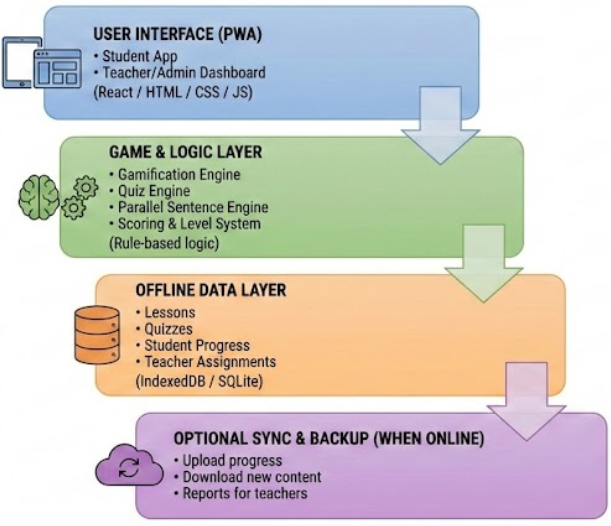 USER INTERFACE (PWA)
• Student App
• Teacher/Admin Dashboard
(React / HTML / CSS / JS)
GAME & LOGIC LAYER
• Gamification Engine
• Quiz Engine
• Parallel Sentence Engine
• Scoring & Level System
(Rule-based logic)
OFFLINE DATA LAYER
• Lessons
• Quizzes
• Student Progress
• Teacher Assignments
(IndexedDB / SQLite)
OPTIONAL SYNC & BACKUP (WHEN ONLINE)
• Upload progress
• Download new content
• Reports for teachers